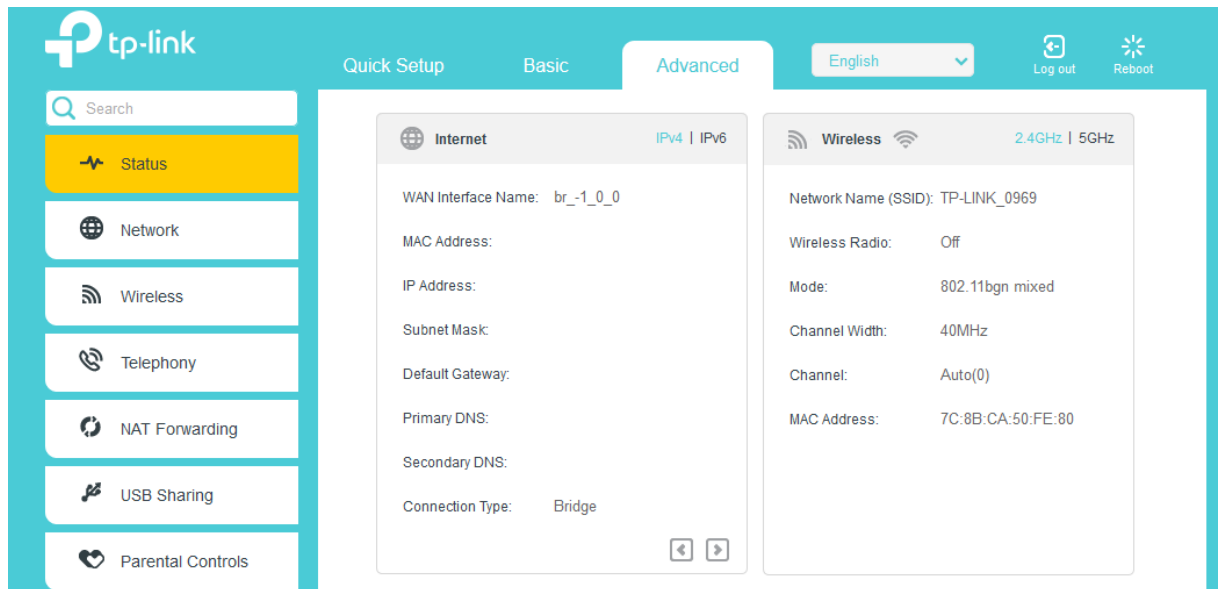 tp-link
Quick Setup Basic Advanced English Log out Reboot
Search
Status
Network
Wireless
Telephony
NAT Forwarding
USB Sharing
Parental Controls
Internet IPv4 | IPv6
WAN Interface Name: br_-1_0_0
MAC Address:
IP Address:
Subnet Mask:
Default Gateway:
Primary DNS:
Secondary DNS:
Connection Type: Bridge
Wireless 2.4GHz | 5GHz
Network Name (SSID): TP-LINK_0969
Wireless Radio: Off
Mode: 802.11bgn mixed
Channel Width: 40MHz
Channel: Auto(0)
MAC Address: 7C:8B:CA:50:FE:80